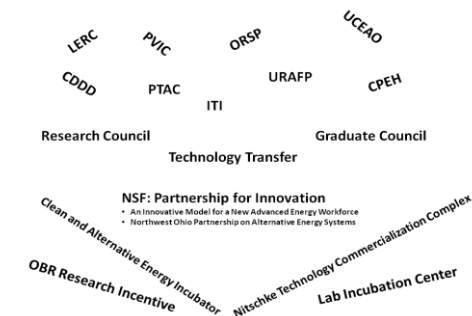 LERC
PVIC
ORSP
UCEAO
CDDD
PTAC
ITI
URAFP
CPEH
Research Council
Graduate Council
Technology Transfer
NSF: Partnership for Innovation
• An Innovative Model for a New Advanced Energy Workforce
• Northwest Ohio Partnership on Alternative Energy Systems
Clean and Alternative Energy Incubator
Nitschke Technology Commercialization Complex
OBR Research Incentive
Lab Incubation Center